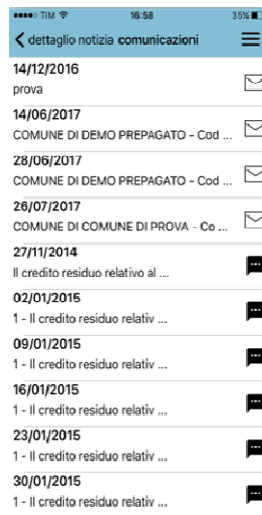 TIM 16:58 35%
dettaglio notizia comunicazioni
14/12/2016
prova
14/06/2017
COMUNE DI DEMO PREPAGATO - Cod ...
28/06/2017
COMUNE DI DEMO PREPAGATO - Cod ...
26/07/2017
COMUNE DI COMUNE DI PROVA - Co ...
27/11/2014
Il credito residuo relativo al ...
02/01/2015
1 - Il credito residuo relativ ...
09/01/2015
1 - Il credito residuo relativ ...
16/01/2015
1 - Il credito residuo relativ ...
23/01/2015
1 - Il credito residuo relativ ...
30/01/2015
1 - Il credito residuo relativ ...